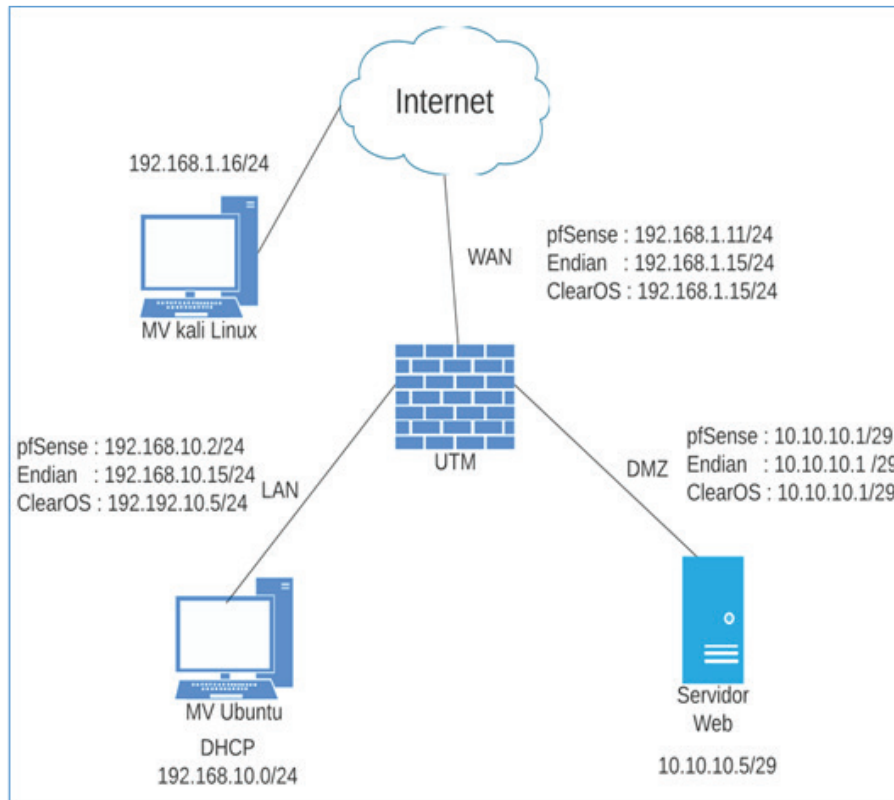 Internet
192.168.1.16/24
MV kali Linux
WAN
pfSense : 192.168.1.11/24
Endian : 192.168.1.15/24
ClearOS : 192.168.1.15/24
UTM
pfSense : 192.168.10.2/24
Endian : 192.168.10.15/24
ClearOS : 192.192.10.5/24
LAN
DMZ
pfSense : 10.10.10.1/29
Endian : 10.10.10.1 /29
ClearOS : 10.10.10.1/29
MV Ubuntu
DHCP
192.168.10.0/24
Servidor
Web
10.10.10.5/29